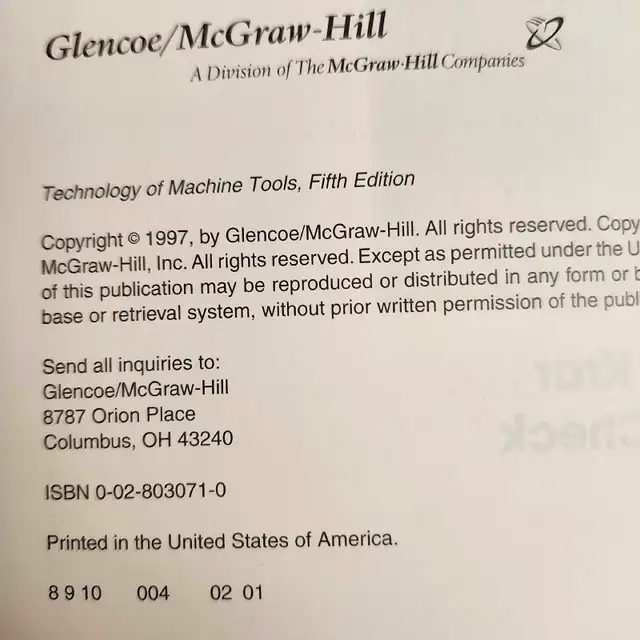 Glencoe/McGraw-Hill
A Division of The McGraw·Hill Companies
Technology of Machine Tools, Fifth Edition
Copyright © 1997, by Glencoe/McGraw-Hill. All rights reserved. Copy
McGraw-Hill, Inc. All rights reserved. Except as permitted under the U
of this publication may be reproduced or distributed in any form or b
base or retrieval system, without prior written permission of the publ
Send all inquiries to:
Glencoe/McGraw-Hill
8787 Orion Place
Columbus, OH 43240
ISBN 0-02-803071-0
Printed in the United States of America.
8 9 10 004 02 01